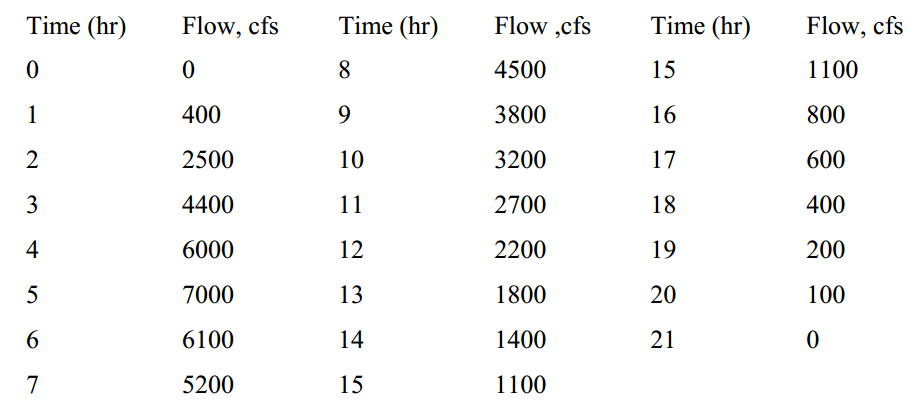 Time (hr) Flow, cfs Time (hr) Flow ,cfs Time (hr) Flow, cfs
0 0 8 4500 15 1100
1 400 9 3800 16 800
2 2500 10 3200 17 600
3 4400 11 2700 18 400
4 6000 12 2200 19 200
5 7000 13 1800 20 100
6 6100 14 1400 21 0
7 5200 15 1100